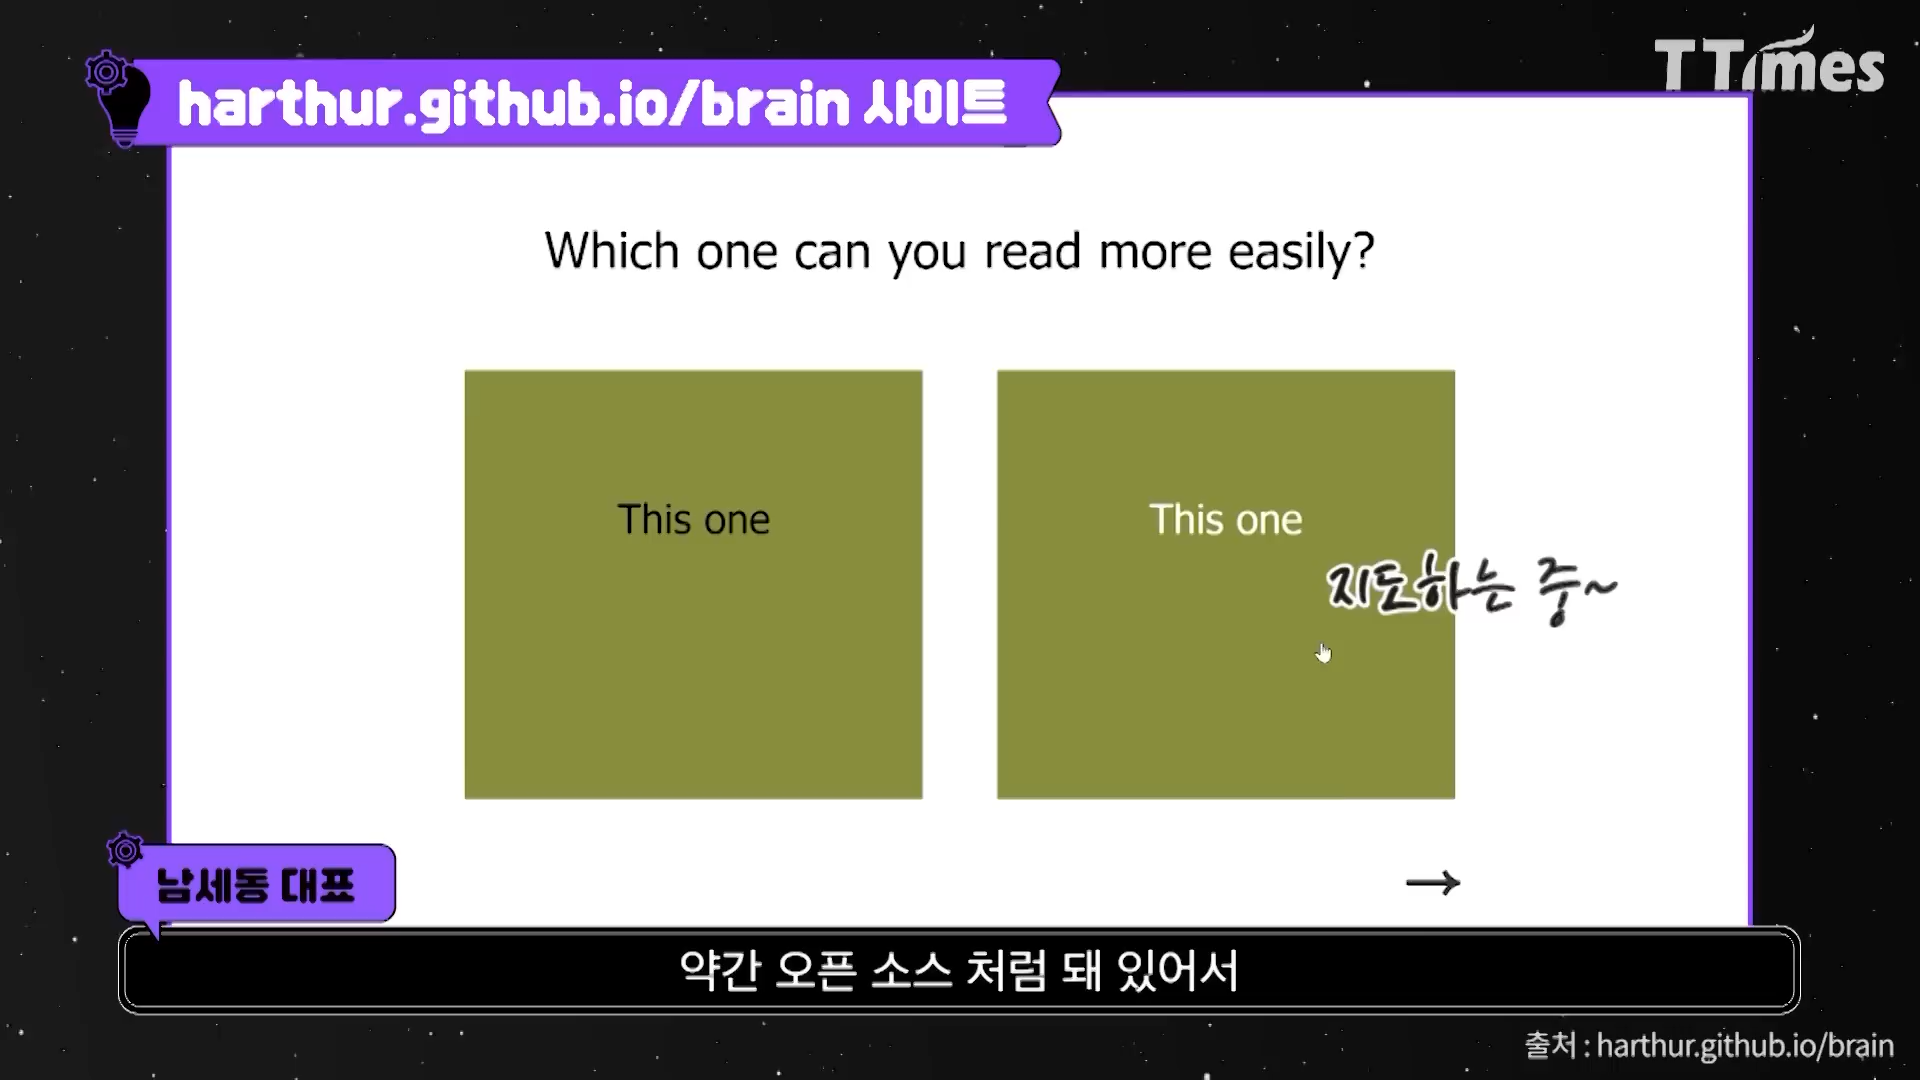 TTimes
harthur.github.io/brain 사이트
Which one can you read more easily?
This one
This one
지도하는 중~
→
남세동 대표
약간 오픈 소스 처럼 돼 있어서
출처 : harthur.github.io/brain